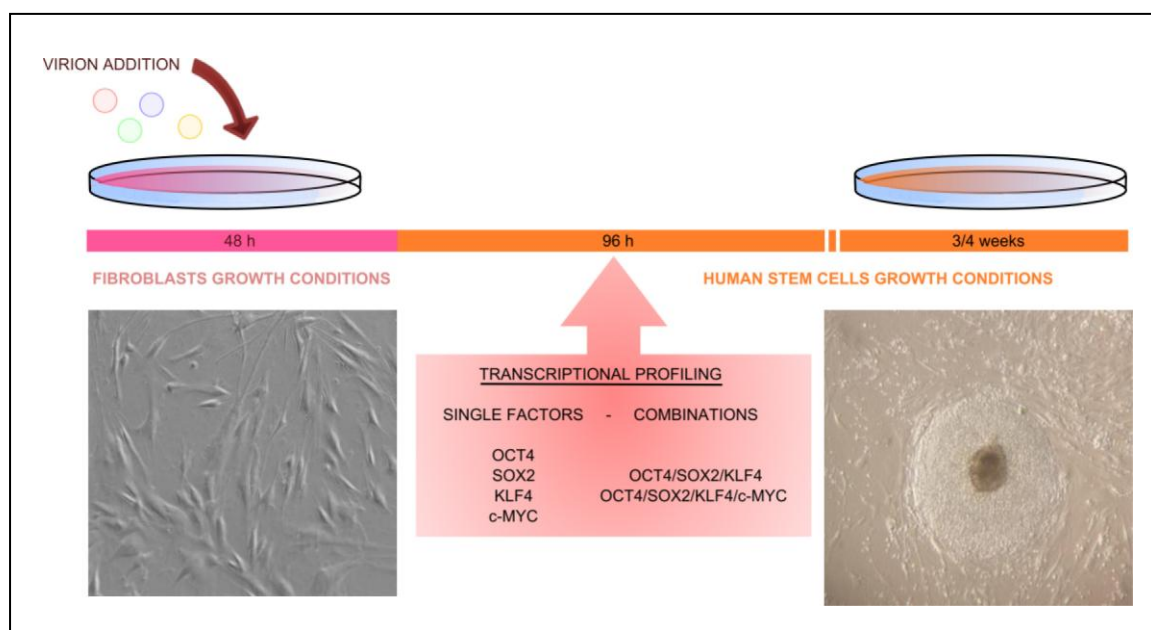 VIRION ADDITION
48 h
96 h
3/4 weeks
FIBROBLASTS GROWTH CONDITIONS
HUMAN STEM CELLS GROWTH CONDITIONS
TRANSCRIPTIONAL PROFILING
SINGLE FACTORS - COMBINATIONS
OCT4
SOX2 OCT4/SOX2/KLF4
KLF4 OCT4/SOX2/KLF4/c-MYC
c-MYC